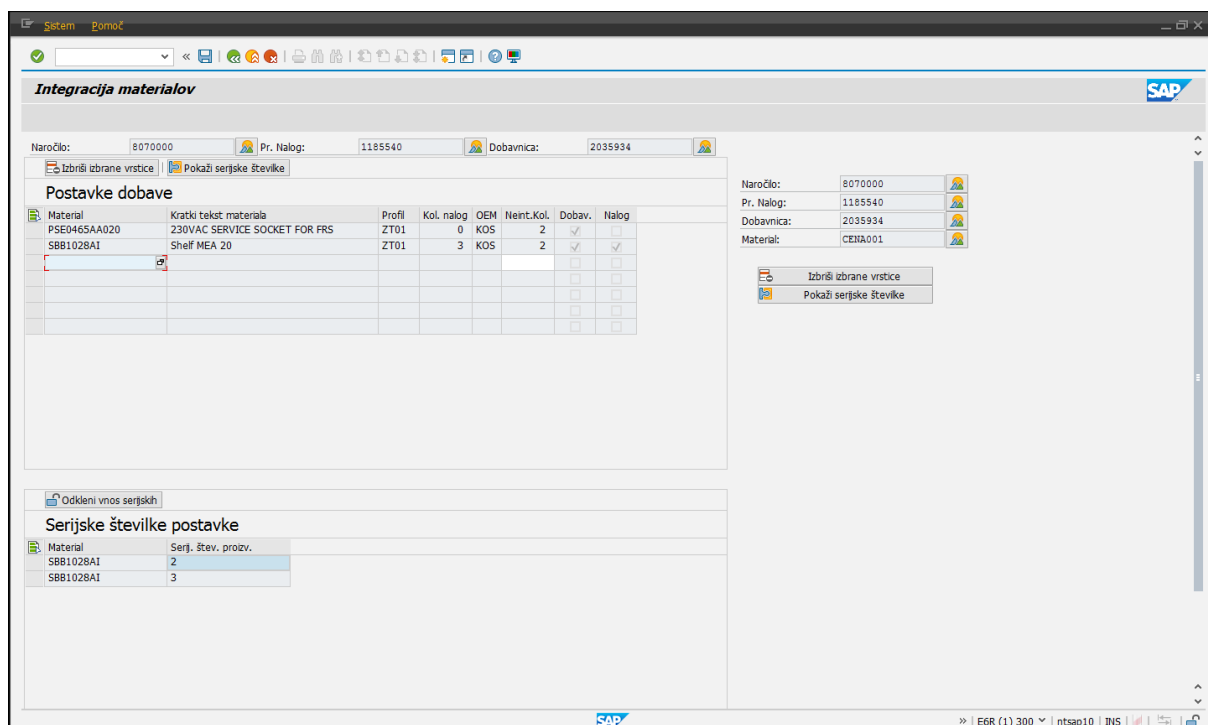 Sistem Pomoč
Integracija materialov
SAP
Naročilo: 8070000 Pr. Nalog: 1185540 Dobavnica: 2035934
Izbriši izbrane vrstice Pokaži serijske številke
Postavke dobave
Material Kratki tekst materiala Profil Kol. nalog OEM Neint.Kol. Dobav. Nalog
PSE0465AA020 230VAC SERVICE SOCKET FOR FRS ZT01 0 KOS 2
SBB1028AI Shelf MEA 20 ZT01 3 KOS 2
Naročilo: 8070000
Pr. Nalog: 1185540
Dobavnica: 2035934
Material: CENA001
Izbriši izbrane vrstice
Pokaži serijske številke
Odkleni vnos serijskih
Serijske številke postavke
Material Serij. štev. proizv.
SBB1028AI 2
SBB1028AI 3
SAP
» E6R (1) 300 ntsap10 INS